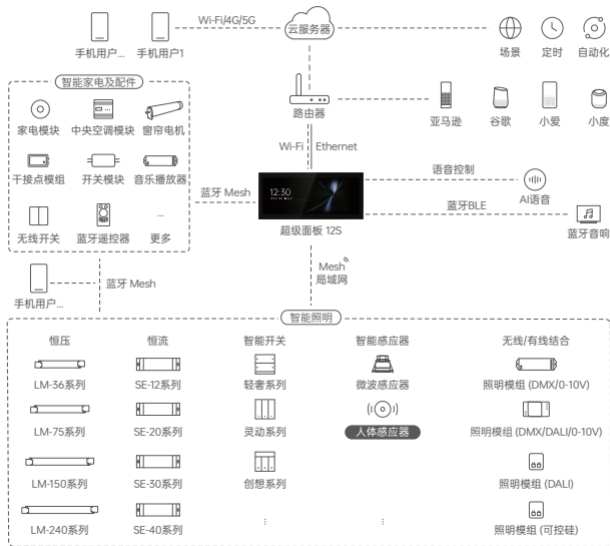 Wi-Fi/4G/5G
云服务器
手机用户...
手机用户1
场景
定时
自动化
智能家电及配件
家电模块
中央空调模块
窗帘电机
路由器
亚马逊
谷歌
小爱
小度
Wi-Fi
Ethernet
干接点模组
开关模块
音乐播放器
蓝牙 Mesh
12:30
语音控制
AI语音
蓝牙BLE
蓝牙音响
无线开关
蓝牙遥控器
...
更多
超级面板 12S
手机用户...
蓝牙 Mesh
Mesh
局域网
智能照明
恒压
恒流
智能开关
智能感应器
无线/有线结合
LM-36系列
SE-12系列
轻奢系列
微波感应器
照明模组 (DMX/0-10V)
LM-75系列
SE-20系列
灵动系列
人体感应器
照明模组 (DMX/DALI/0-10V)
LM-150系列
SE-30系列
创想系列
照明模组 (DALI)
LM-240系列
SE-40系列
照明模组 (可控硅)